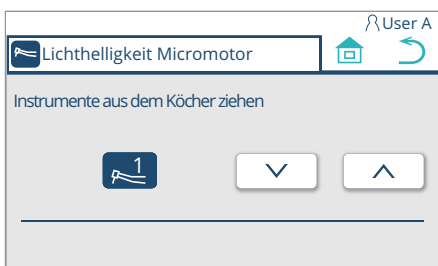 User A
Lichthelligkeit Micromotor
Instrumente aus dem Köcher ziehen
1